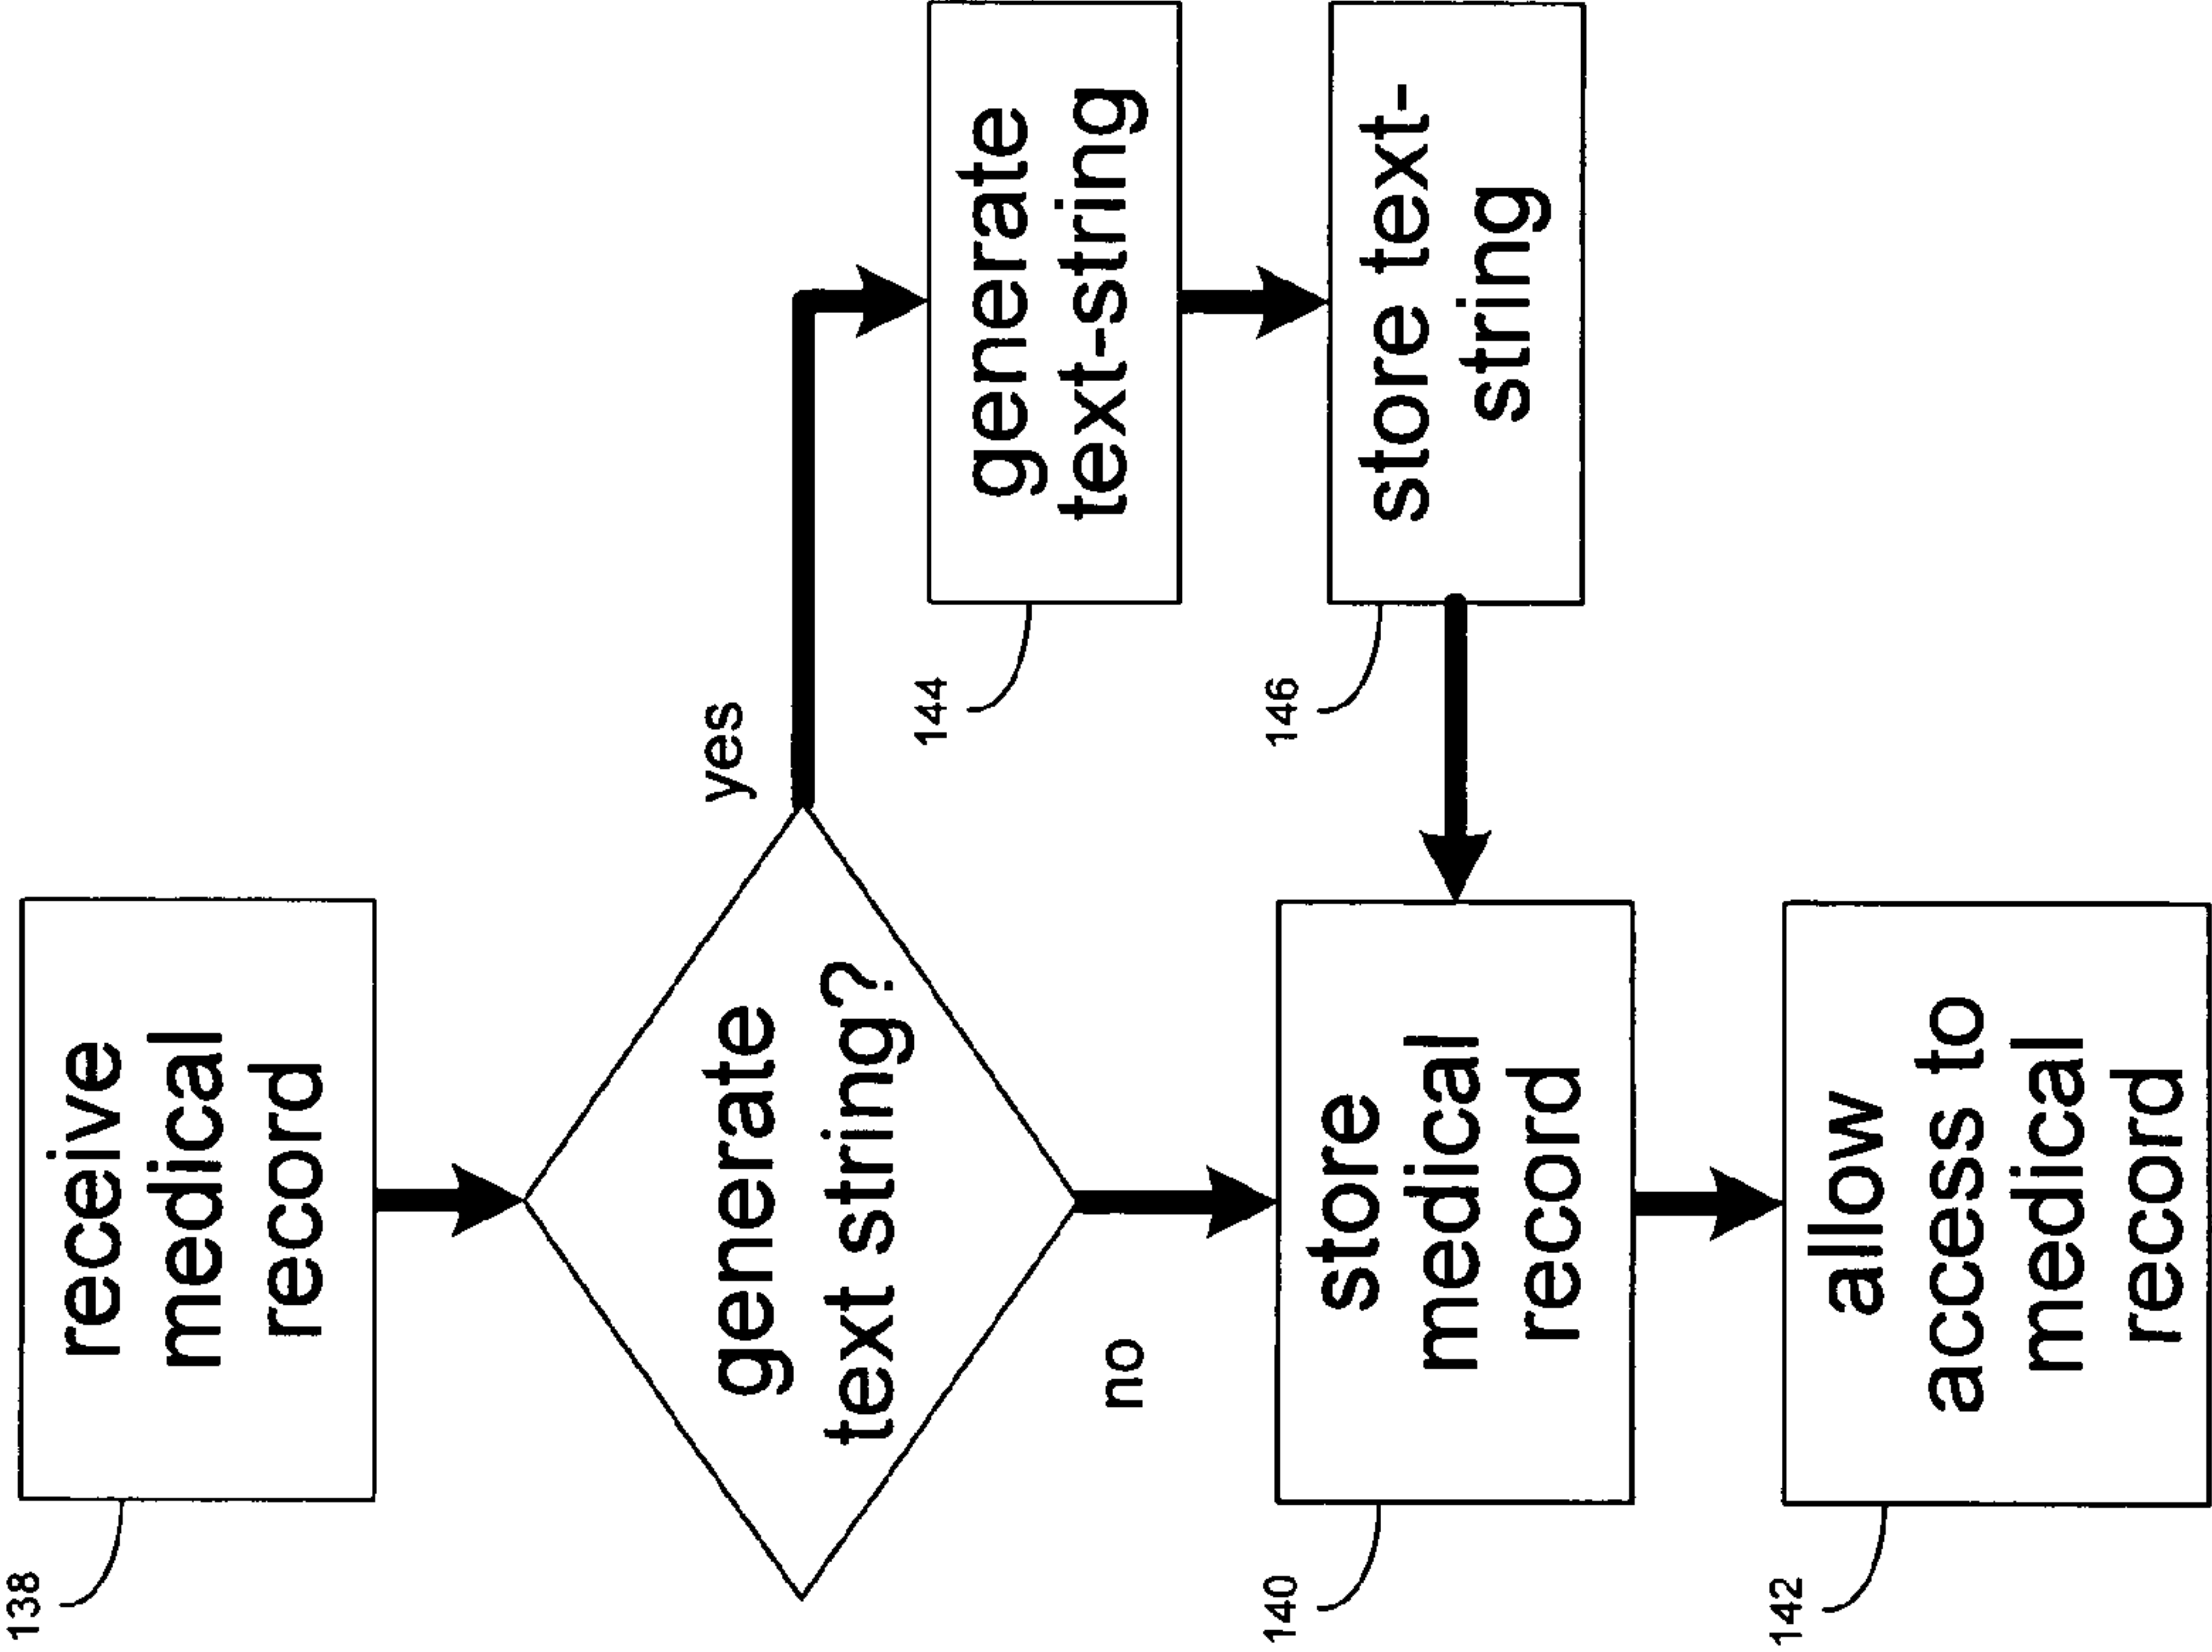 138
receive
medical
record
generate
text string?
yes
no
144
generate
text-string
146
store text-
string
140
store
medical
record
142
allow
access to
medical
record